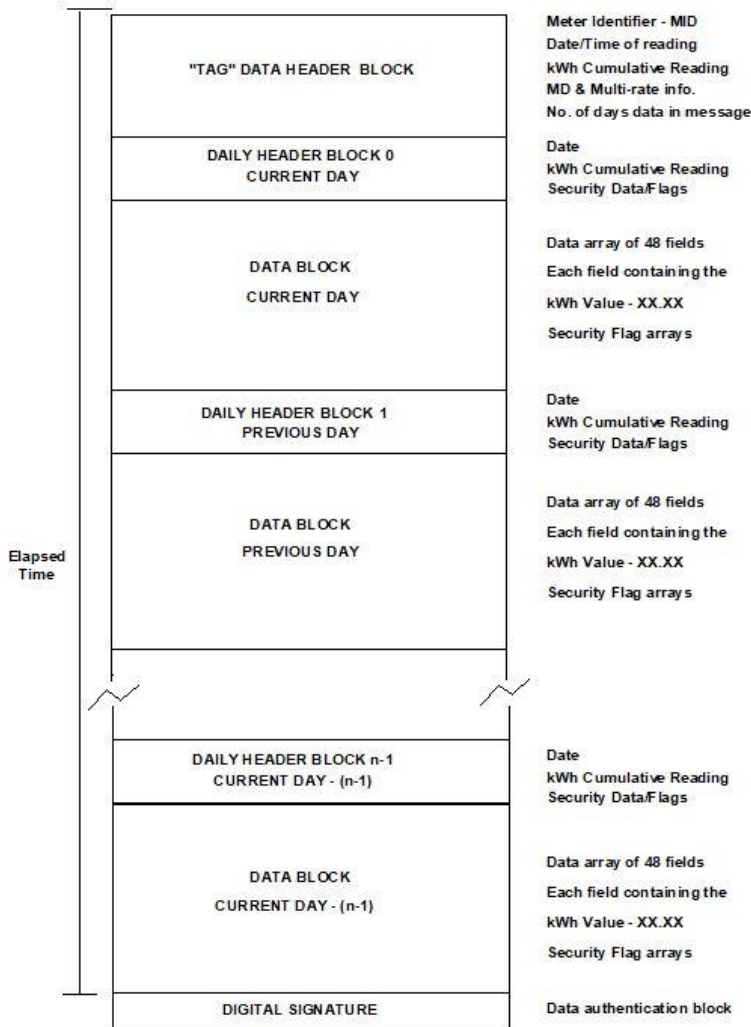 Meter Identifier - MID
Date/Time of reading
"TAG" DATA HEADER BLOCK
kWh Cumulative Reading
MD & Multi-rate info.
No. of days data in message
DAILY HEADER BLOCK 0
CURRENT DAY
Date
kWh Cumulative Reading
Security Data/Flags
DATA BLOCK
CURRENT DAY
Data array of 48 fields
Each field containing the
kWh Value - XX.XX
Security Flag arrays
DAILY HEADER BLOCK 1
PREVIOUS DAY
Date
kWh Cumulative Reading
Security Data/Flags
DATA BLOCK
PREVIOUS DAY
Data array of 48 fields
Each field containing the
kWh Value - XX.XX
Security Flag arrays
Elapsed
Time
DAILY HEADER BLOCK n-1
CURRENT DAY - (n-1)
Date
kWh Cumulative Reading
Security Data/Flags
DATA BLOCK
CURRENT DAY - (n-1)
Data array of 48 fields
Each field containing the
kWh Value - XX.XX
Security Flag arrays
DIGITAL SIGNATURE
Data authentication block